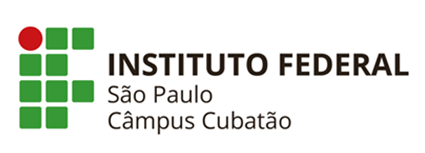 INSTITUTO FEDERAL
São Paulo
Câmpus Cubatão